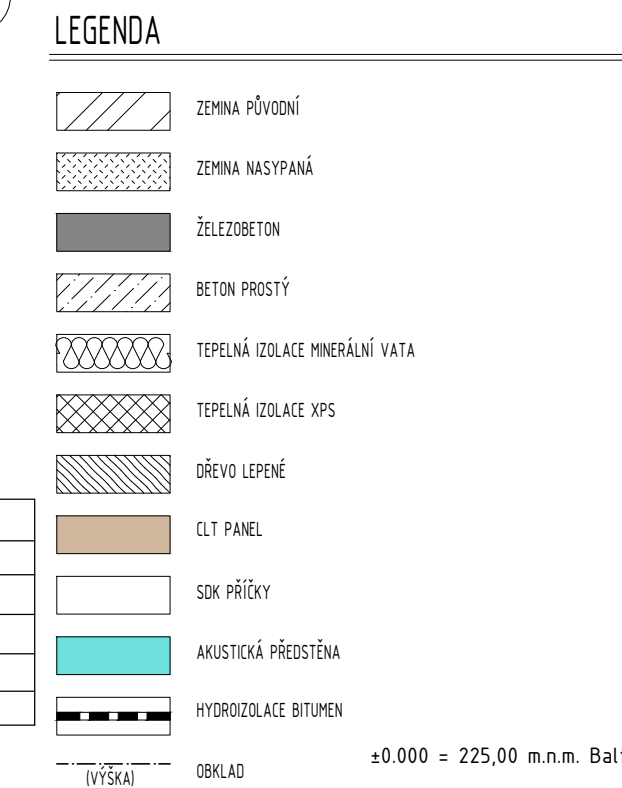 LEGENDA
ZEMINA PŮVODNÍ
ZEMINA NASYPANÁ
ŽELEZOBETON
BETON PROSTÝ
TEPELNÁ IZOLACE MINERÁLNÍ VATA
TEPELNÁ IZOLACE XPS
DŘEVO LEPENÉ
CLT PANEL
SDK PŘÍČKY
AKUSTICKÁ PŘEDSTĚNA
HYDROIZOLACE BITUMEN
±0.000 = 225,00 m.n.m.
(VÝŠKA) OBKLAD